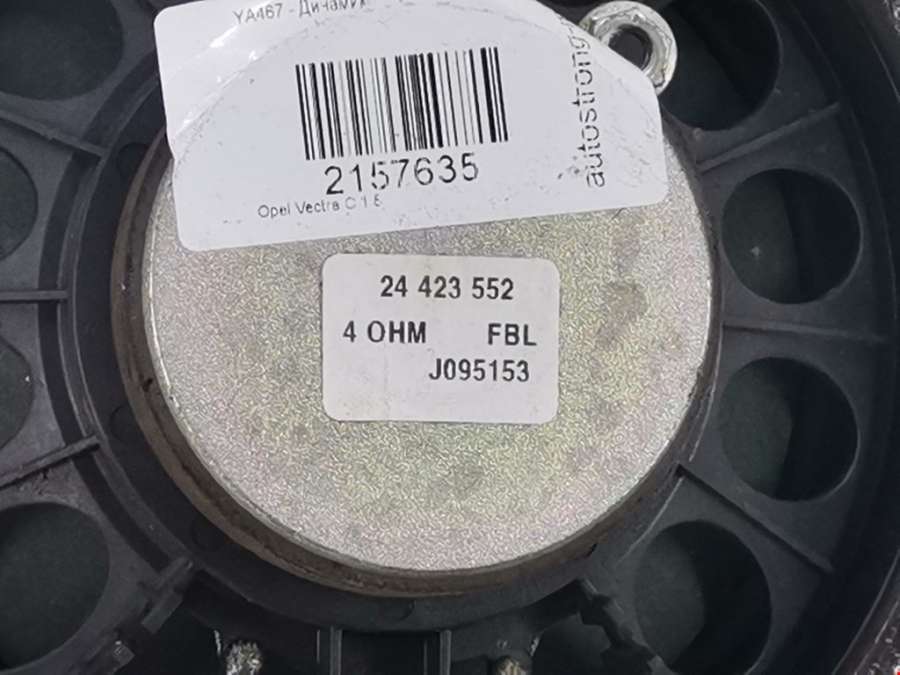 YA467 - Динамик
2157635
Opel Vectra C 1.8
autostrong
24 423 552
4 OHM FBL
J095153